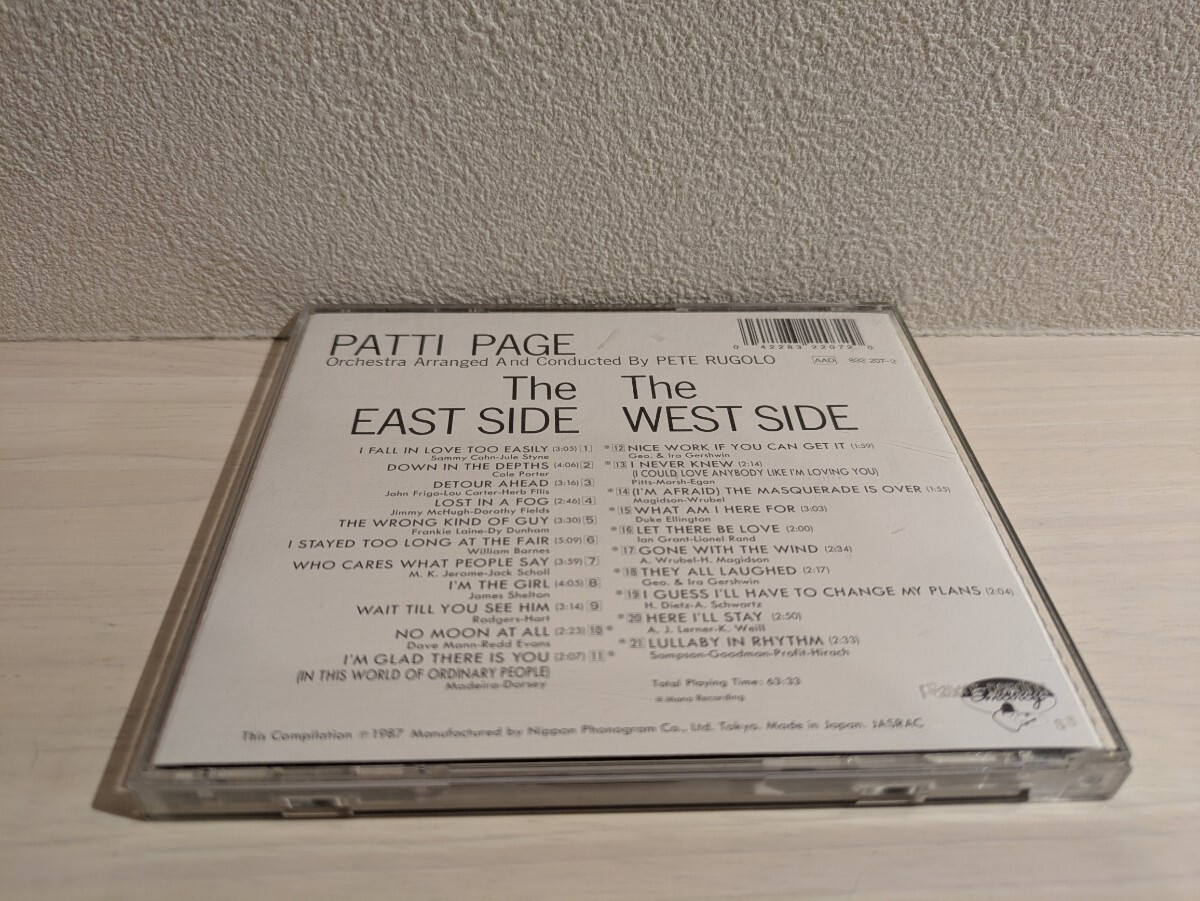 PATTI PAGE
Orchestra Arranged And Conducted By PETE RUGOLO
0 42283 22072 0
AAD 832 207-2
The
EAST SIDE
I FALL IN LOVE TOO EASILY (3:05) 1
Sammy Cahn-Jule Styne
DOWN IN THE DEPTHS (4:06) 2
Cole Porter
DETOUR AHEAD (3:16) 3
John Frigo-Lou Carter-Herb Ellis
LOST IN A FOG (2:46) 4
Jimmy McHugh-Dorothy Fields
THE WRONG KIND OF GUY (3:30) 5
Frankie Laine-Dy Dunham
I STAYED TOO LONG AT THE FAIR (5:09) 6
William Barnes
WHO CARES WHAT PEOPLE SAY (3:59) 7
M. K. Jerome-Jack Scholl
I'M THE GIRL (4:05) 8
James Shelton
WAIT TILL YOU SEE HIM (3:14) 9
Rodgers-Hart
NO MOON AT ALL (2:23) 10*
Dave Mann-Redd Evans
I'M GLAD THERE IS YOU (2:07) 11*
(IN THIS WORLD OF ORDINARY PEOPLE)
Madeira-Dorsey
The
WEST SIDE
*12 NICE WORK IF YOU CAN GET IT (1:59)
Geo. & Ira Gershwin
*13 I NEVER KNEW (2:14)
(I COULD LOVE ANYBODY LIKE I'M LOVING YOU)
Pitts-Marsh-Egan
*14 (I'M AFRAID) THE MASQUERADE IS OVER (1:55)
Magidson-Wrubel
*15 WHAT AM I HERE FOR (3:03)
Duke Ellington
*16 LET THERE BE LOVE (2:00)
Ian Grant-Lionel Rand
*17 GONE WITH THE WIND (2:34)
A. Wrubel-H. Magidson
*18 THEY ALL LAUGHED (2:17)
Geo. & Ira Gershwin
*19 I GUESS I'LL HAVE TO CHANGE MY PLANS (2:04)
H. Dietz-A. Schwartz
*20 HERE I'LL STAY (2:50)
A. J. Lerner-K. Weill
*21 LULLABY IN RHYTHM (2:33)
Sampson-Goodman-Profit-Hirsch
Total Playing Time: 63:33
* Mono Recording
This Compilation ℗ 1987 Manufactured by Nippon Phonogram Co., Ltd. Tokyo. Made in Japan. JASRAC